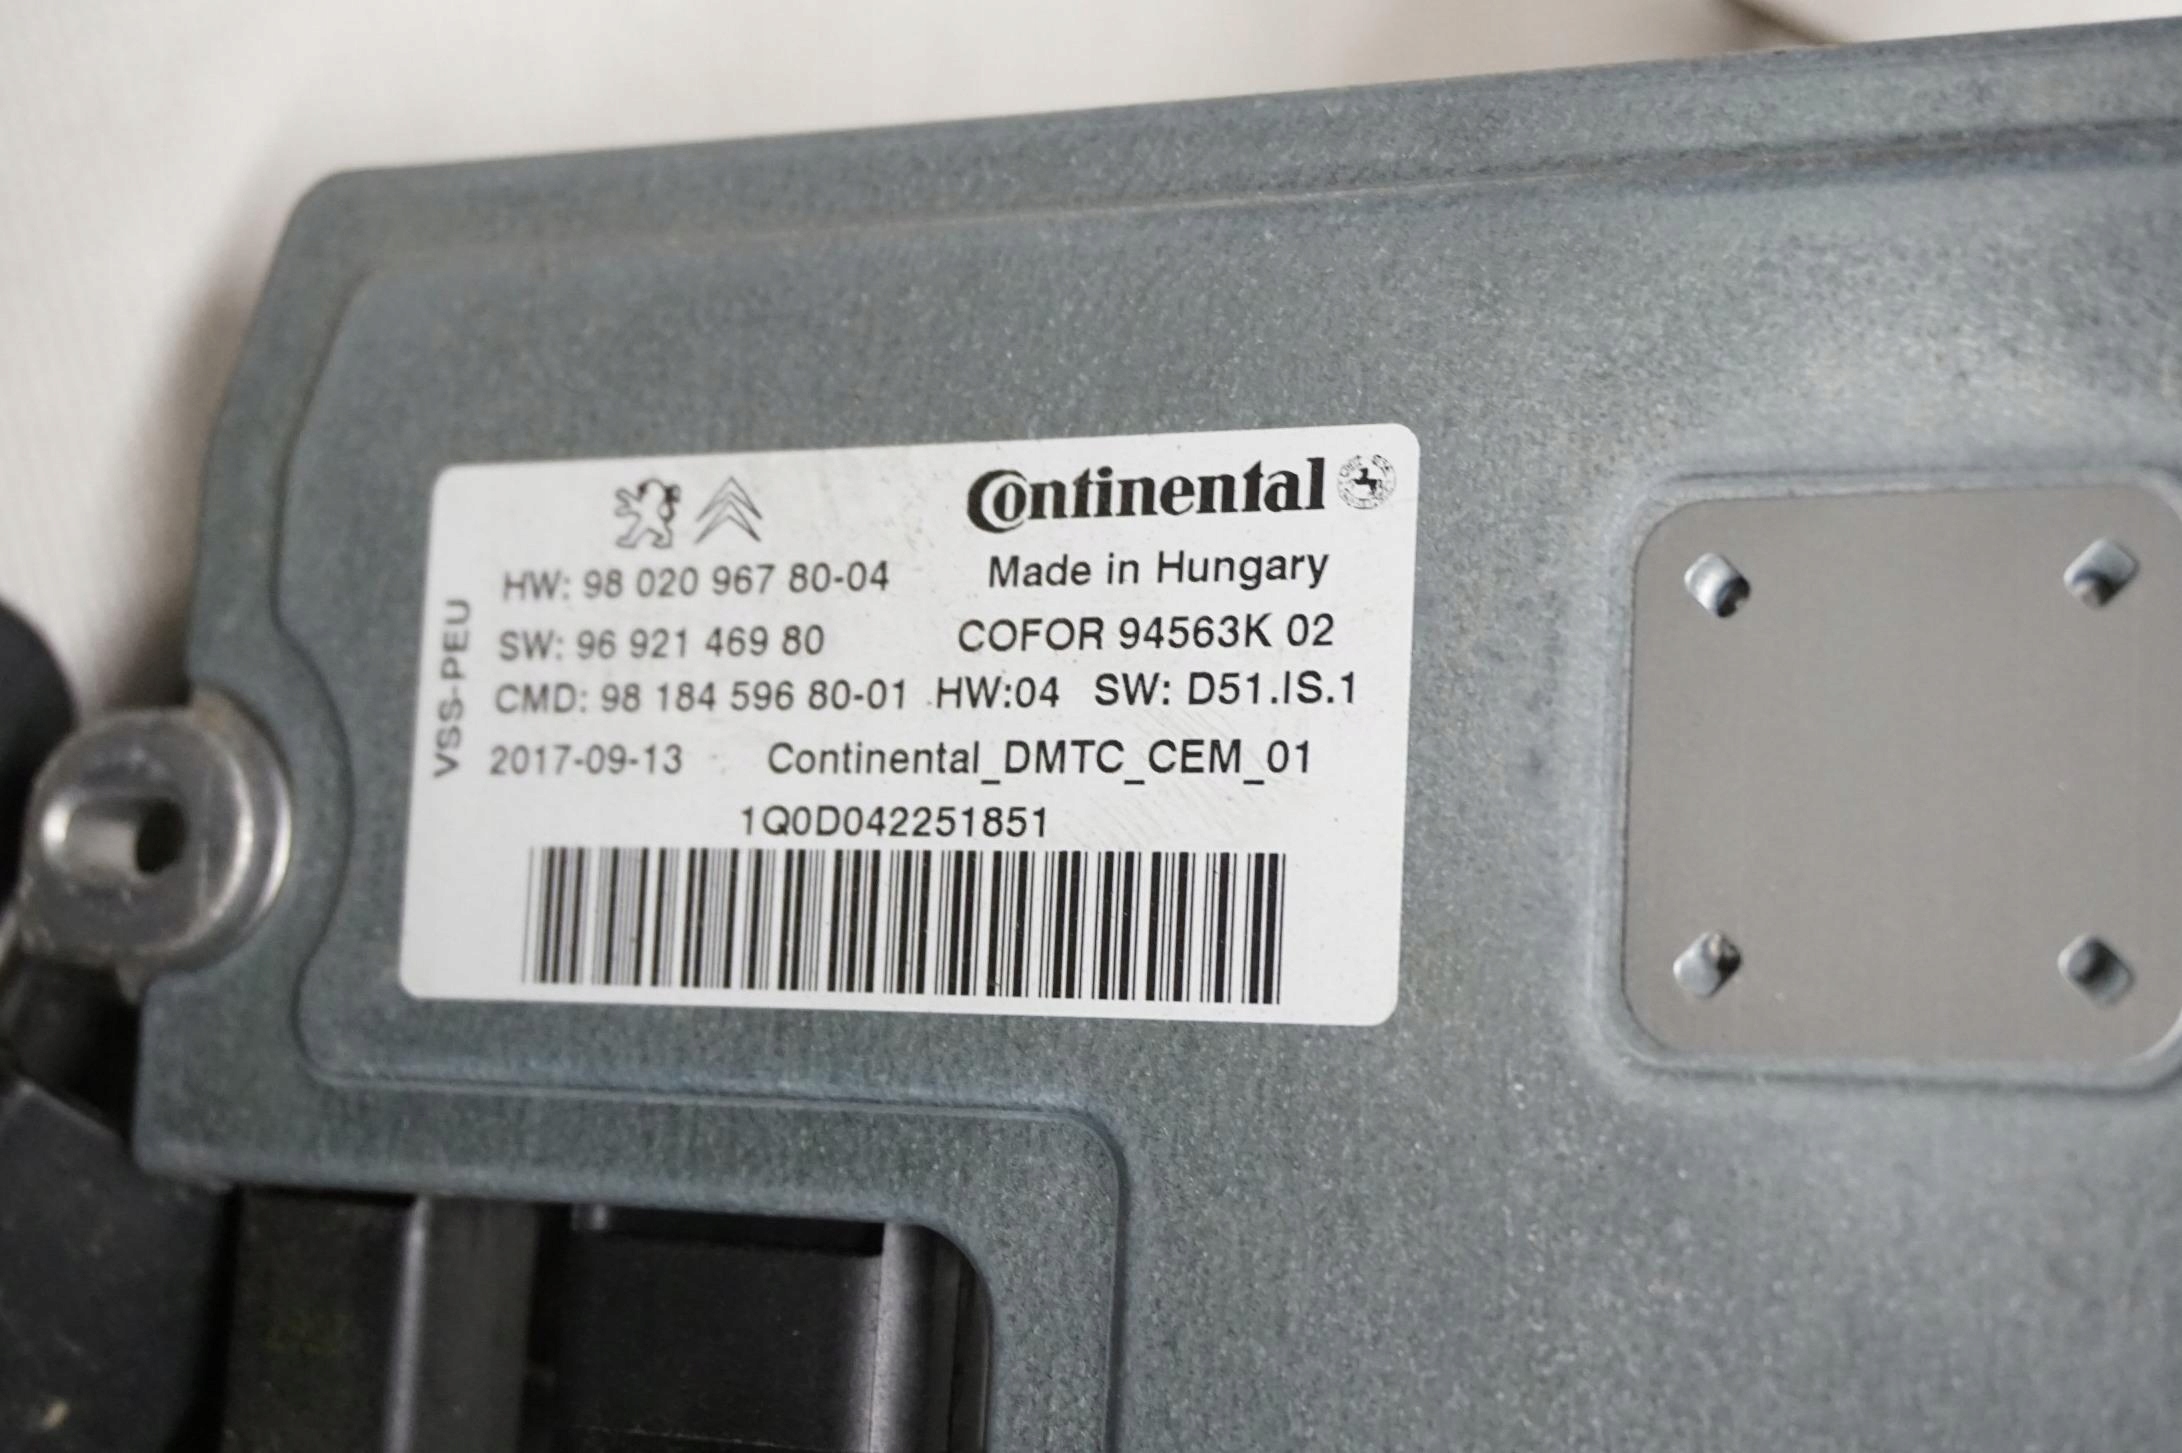 Continental
HW: 98 020 967 80-04 Made in Hungary
SW: 96 921 469 80 COFOR 94563K 02
CMD: 98 184 596 80-01 HW:04 SW: D51.IS.1
2017-09-13 Continental_DMTC_CEM_01
1Q0D042251851
VSS-PEU